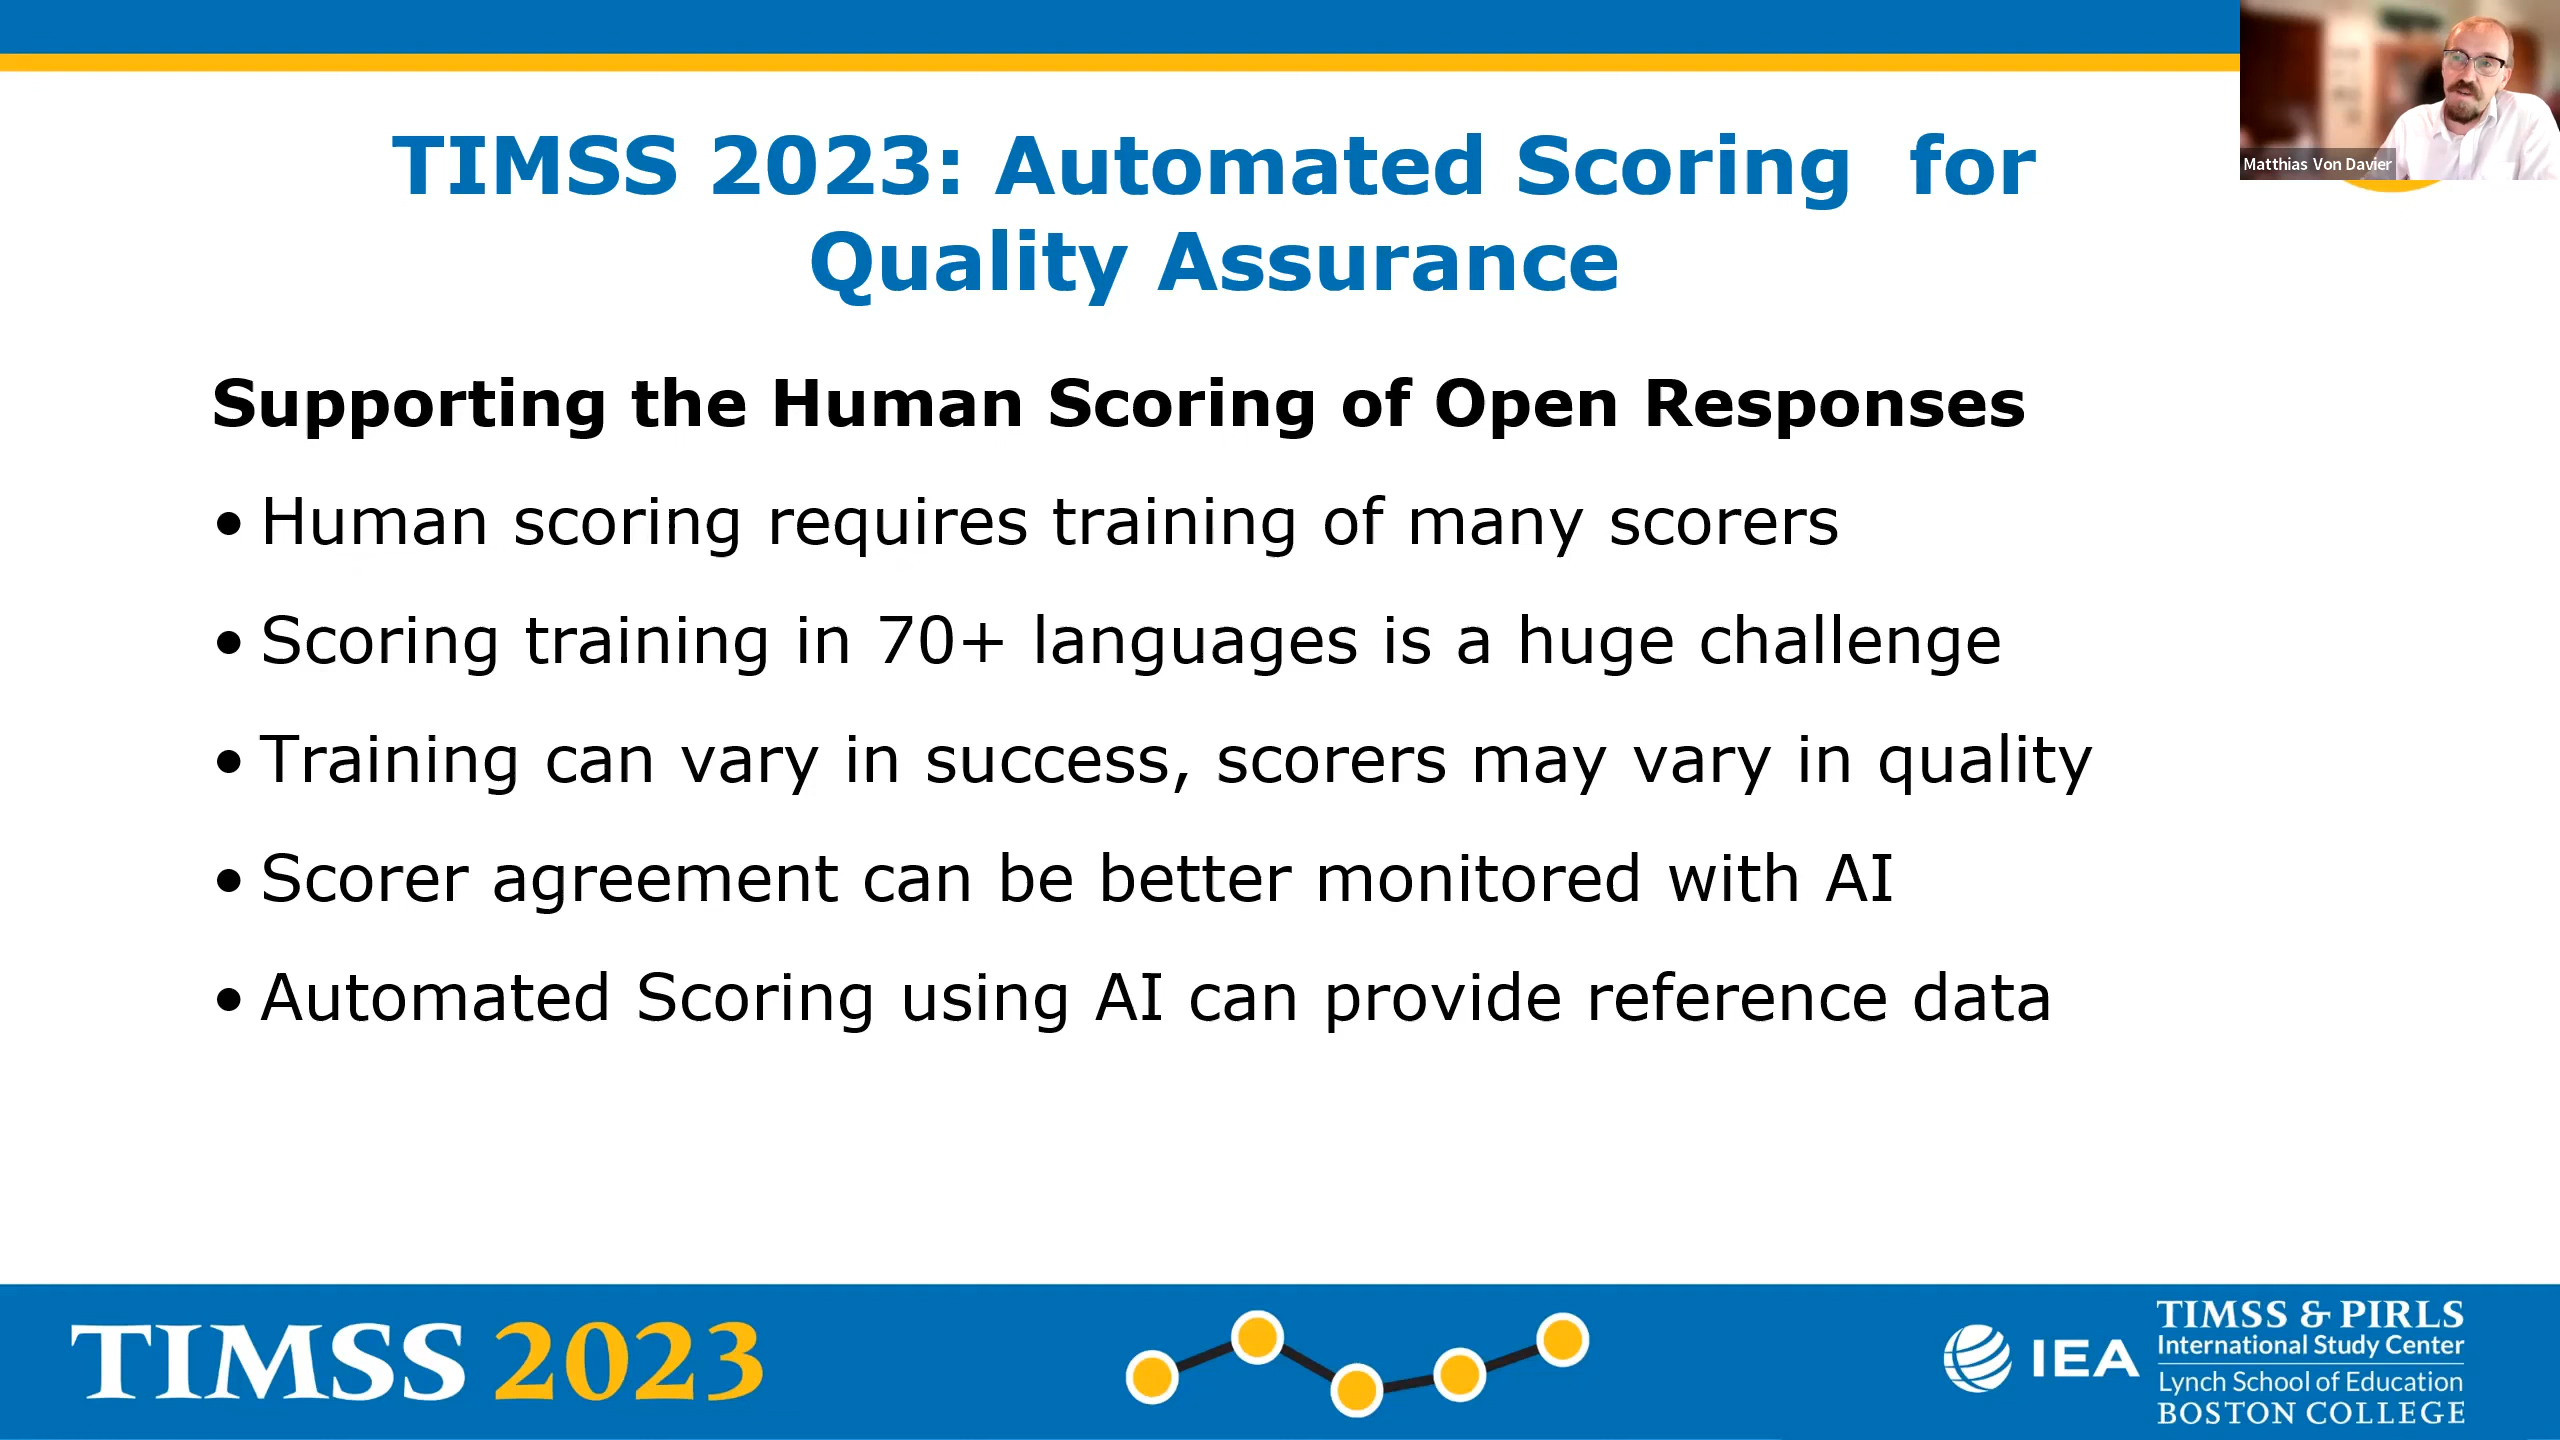 TIMSS 2023: Automated Scoring for
Quality Assurance
Matthias Von Davier
Supporting the Human Scoring of Open Responses
• Human scoring requires training of many scorers
• Scoring training in 70+ languages is a huge challenge
• Training can vary in success, scorers may vary in quality
• Scorer agreement can be better monitored with AI
• Automated Scoring using AI can provide reference data
TIMSS 2023
IEA
TIMSS & PIRLS
International Study Center
Lynch School of Education
BOSTON COLLEGE